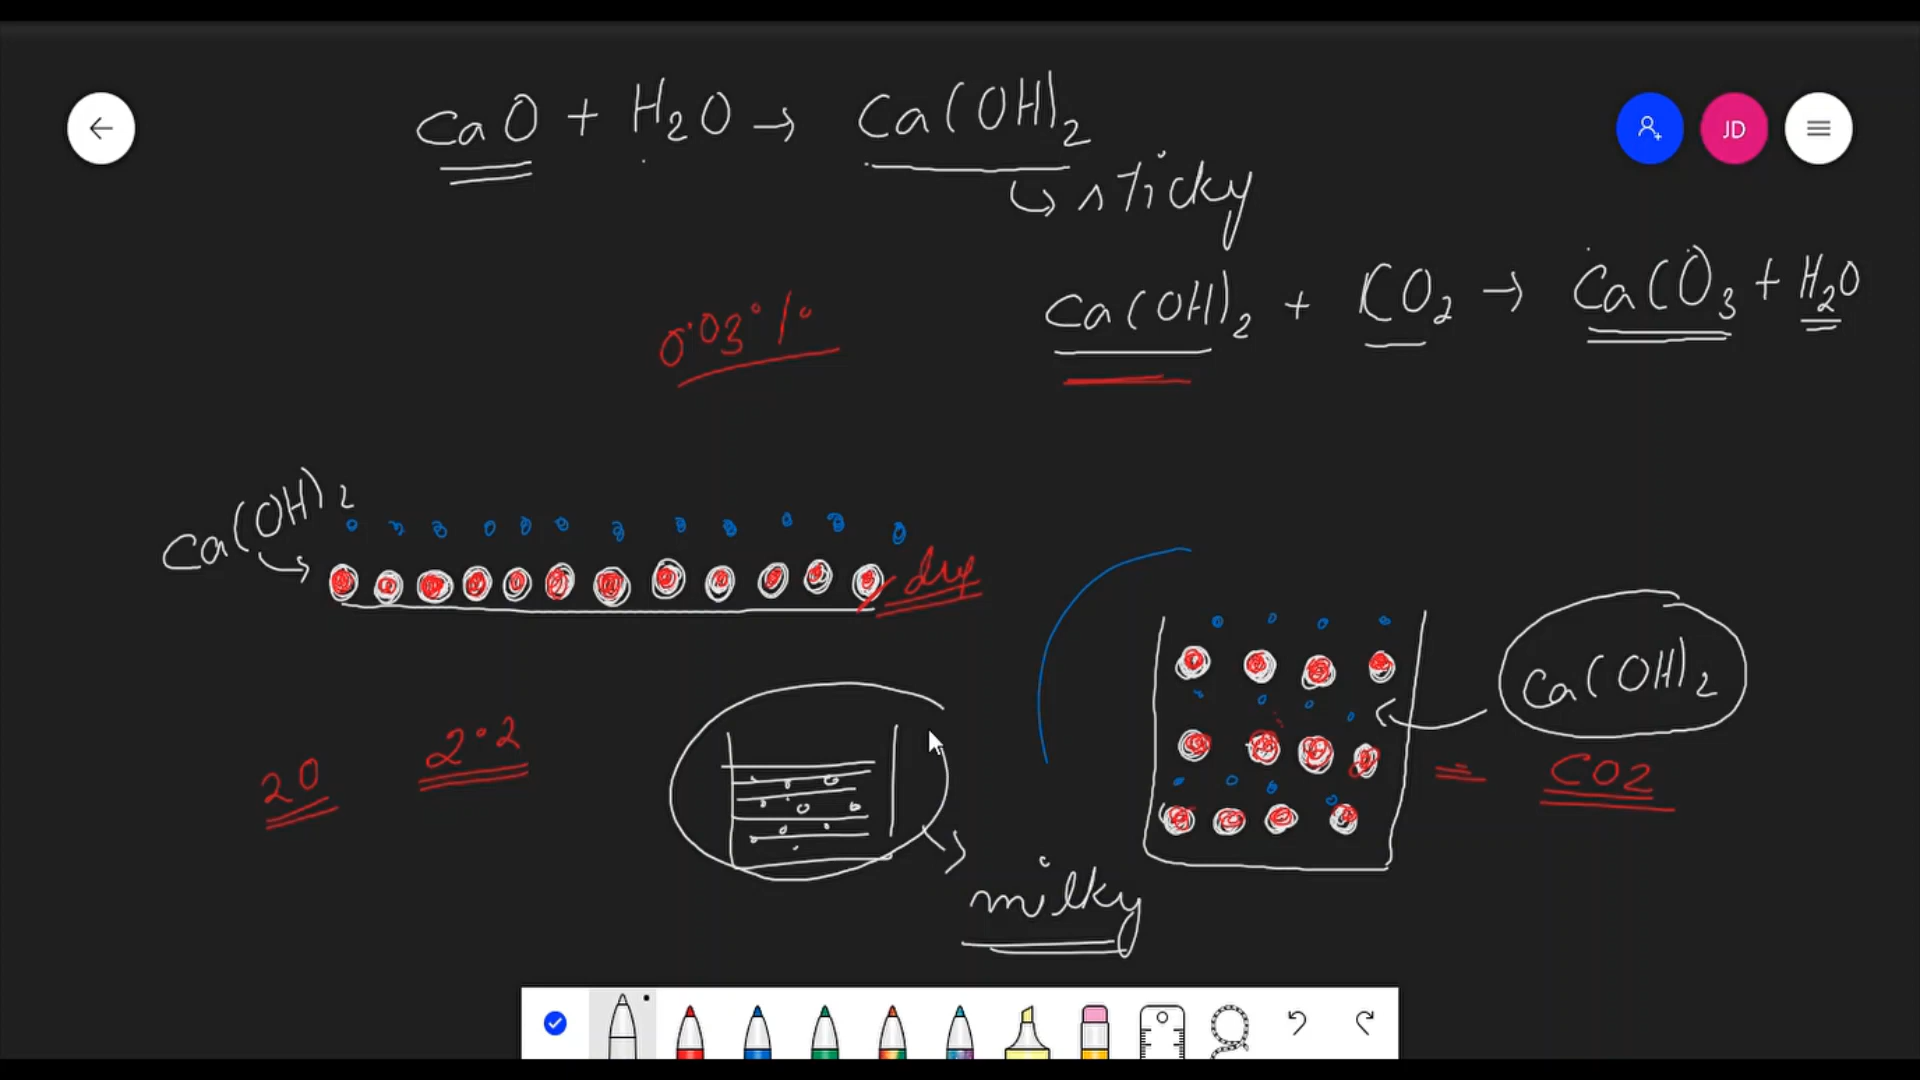 CaO + H2O → Ca(OH)2
JD
↳ sticky
Ca(OH)2 + CO2 → CaCO3 + H2O
0.03%
Ca(OH)2
dry
Ca(OH)2
2.2
20
= CO2
milky